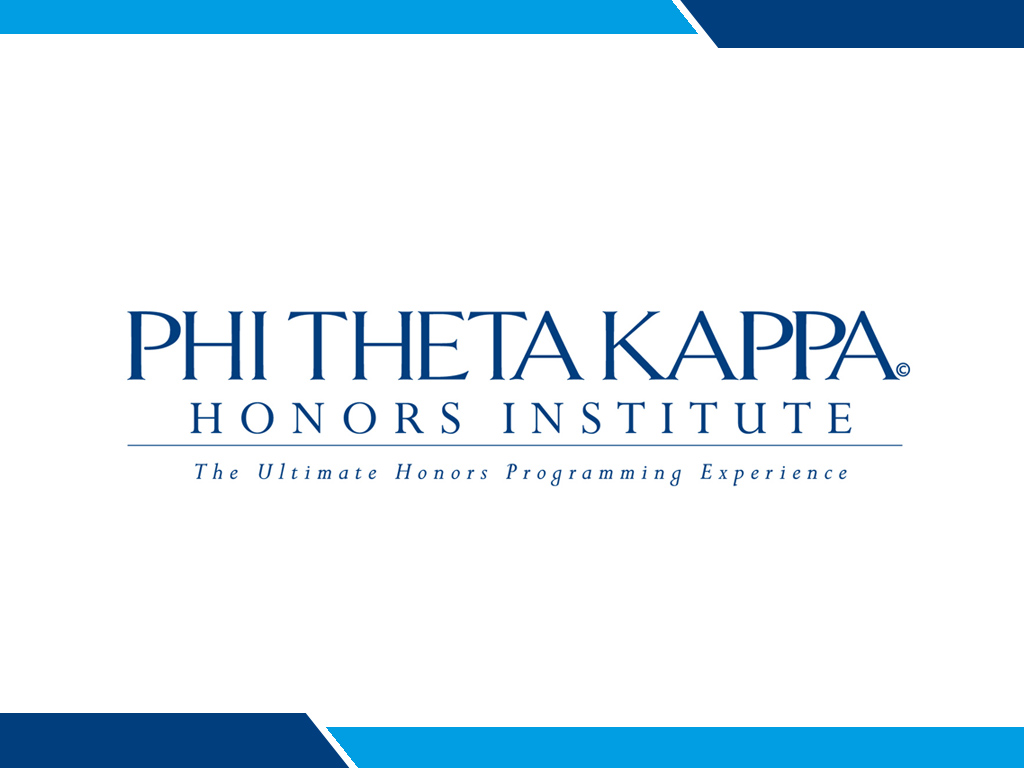 PHI THETA KAPPA©
HONORS INSTITUTE
The Ultimate Honors Programming Experience